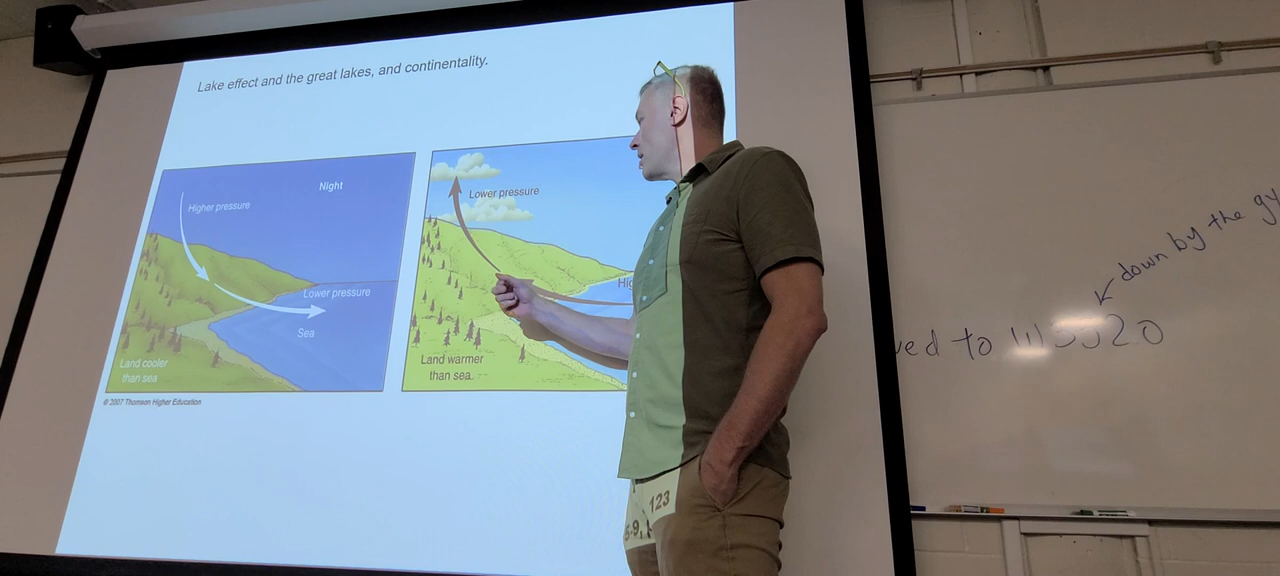 Lake effect and the great lakes, and continentality.
Night
Higher pressure
Lower pressure
Sea
Land cooler
than sea
Lower pressure
Land warmer
than sea.
© 2007 Thomson Higher Education
123
down by the
to